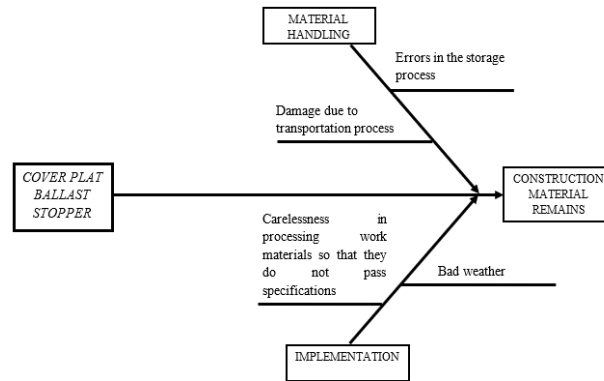 MATERIAL
HANDLING
Errors in the storage
process
Damage due to
transportation process
COVER PLAT
BALLAST
STOPPER
CONSTRUCTION
MATERIAL
REMAINS
Carelessness in
processing work
materials so that they
do not pass
specifications
Bad weather
IMPLEMENTATION